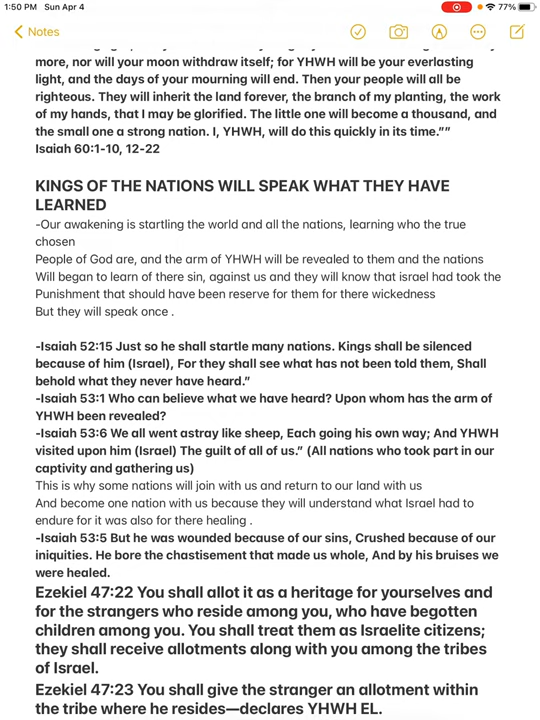 1:50 PM Sun Apr 4
77%
Notes
more, nor will your moon withdraw itself; for YHWH will be your everlasting
light, and the days of your mourning will end. Then your people will all be
righteous. They will inherit the land forever, the branch of my planting, the work
of my hands, that I may be glorified. The little one will become a thousand, and
the small one a strong nation. I, YHWH, will do this quickly in its time.””
Isaiah 60:1-10, 12-22
KINGS OF THE NATIONS WILL SPEAK WHAT THEY HAVE
LEARNED
-Our awakening is startling the world and all the nations, learning who the true
chosen
People of God are, and the arm of YHWH will be revealed to them and the nations
Will began to learn of there sin, against us and they will know that israel had took the
Punishment that should have been reserve for them for there wickedness
But they will speak once .
-Isaiah 52:15 Just so he shall startle many nations. Kings shall be silenced
because of him (Israel), For they shall see what has not been told them, Shall
behold what they never have heard.”
-Isaiah 53:1 Who can believe what we have heard? Upon whom has the arm of
YHWH been revealed?
-Isaiah 53:6 We all went astray like sheep, Each going his own way; And YHWH
visited upon him (Israel) The guilt of all of us.” (All nations who took part in our
captivity and gathering us)
This is why some nations will join with us and return to our land with us
And become one nation with us because they will understand what Israel had to
endure for it was also for there healing .
-Isaiah 53:5 But he was wounded because of our sins, Crushed because of our
iniquities. He bore the chastisement that made us whole, And by his bruises we
were healed.
Ezekiel 47:22 You shall allot it as a heritage for yourselves and
for the strangers who reside among you, who have begotten
children among you. You shall treat them as Israelite citizens;
they shall receive allotments along with you among the tribes
of Israel.
Ezekiel 47:23 You shall give the stranger an allotment within
the tribe where he resides—declares YHWH EL.